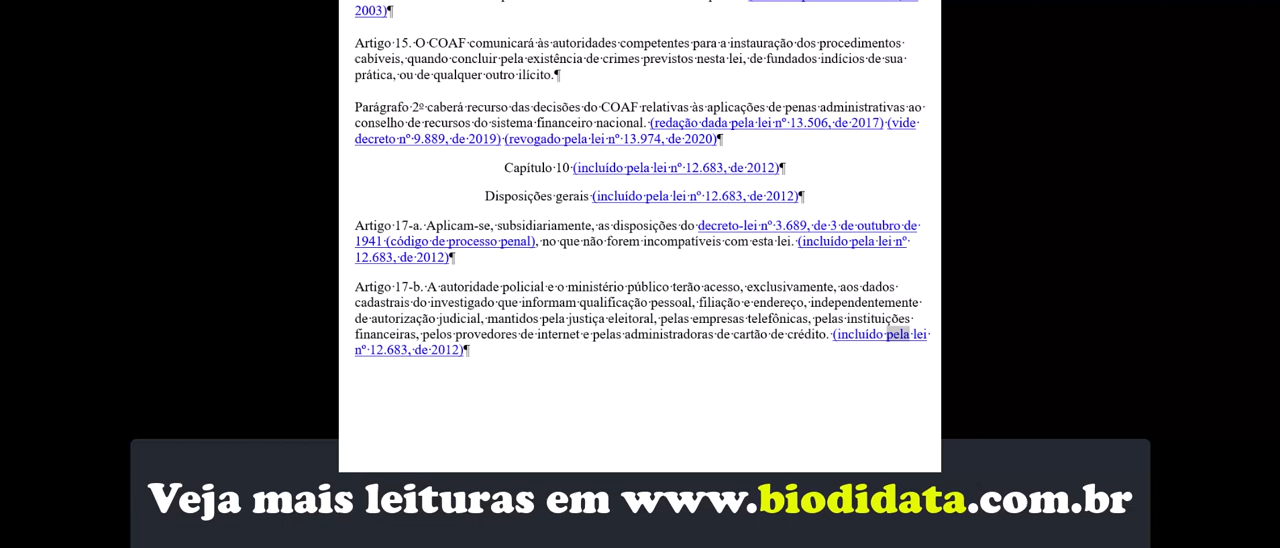 2003)¶
Artigo·15.·O·COAF·comunicará·às·autoridades·competentes·para·a·instauração·dos·procedimentos·
cabíveis,·quando·concluir·pela·existência·de·crimes·previstos·nesta·lei,·de·fundados·indícios·de·sua·
prática,·ou·de·qualquer·outro·ilícito.¶
Parágrafo·2º·caberá·recurso·das·decisões·do·COAF·relativas·às·aplicações·de·penas·administrativas·ao·
conselho·de·recursos·do·sistema·financeiro·nacional.·(redação·dada·pela·lei·nº·13.506,·de·2017)·(vide·
decreto·nº·9.889,·de·2019)·(revogado·pela·lei·nº·13.974,·de·2020)¶
Capítulo·10·(incluído·pela·lei·nº·12.683,·de·2012)¶
Disposições·gerais·(incluído·pela·lei·nº·12.683,·de·2012)¶
Artigo·17-a.·Aplicam-se,·subsidiariamente,·as·disposições·do·decreto-lei·nº·3.689,·de·3·de·outubro·de·
1941·(código·de·processo·penal),·no·que·não·forem·incompatíveis·com·esta·lei.·(incluído·pela·lei·nº·
12.683,·de·2012)¶
Artigo·17-b.·A·autoridade·policial·e·o·ministério·público·terão·acesso,·exclusivamente,·aos·dados·
cadastrais·do·investigado·que·informam·qualificação·pessoal,·filiação·e·endereço,·independentemente·
de·autorização·judicial,·mantidos·pela·justiça·eleitoral,·pelas·empresas·telefônicas,·pelas·instituições·
financeiras,·pelos·provedores·de·internet·e·pelas·administradoras·de·cartão·de·crédito.·(incluído·pela·lei·
nº·12.683,·de·2012)¶
Veja mais leituras em www.biodidata.com.br